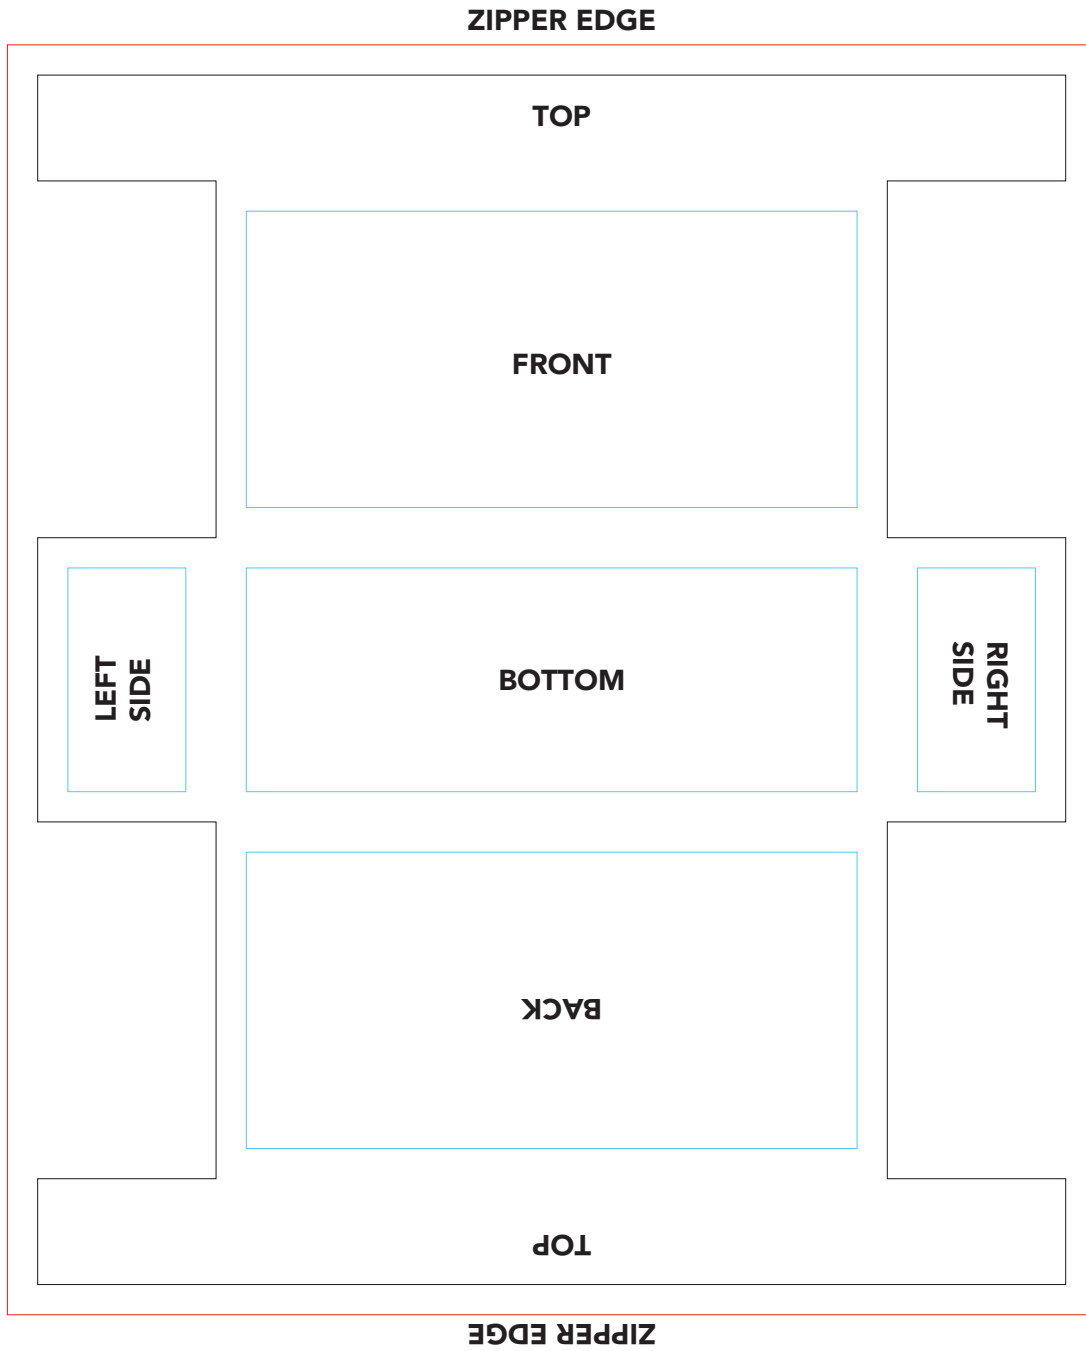 ZIPPER EDGE
TOP
FRONT
LEFT
SIDE
BOTTOM
RIGHT
SIDE
BACK
TOP
ZIPPER EDGE